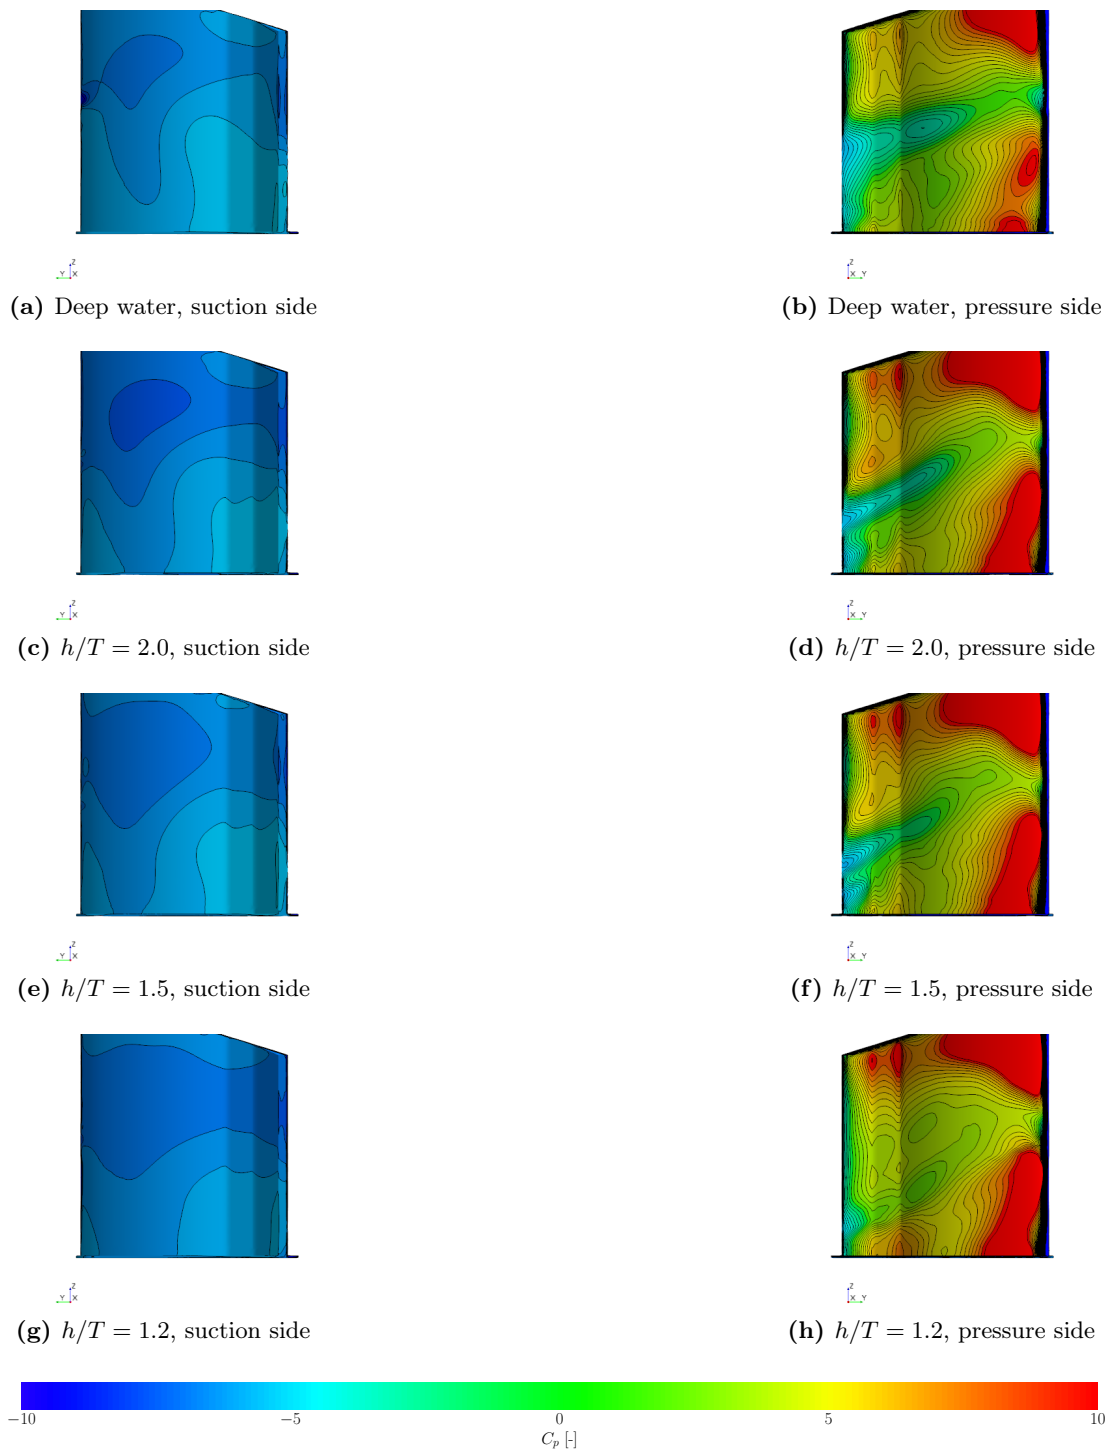 Z
Y X
Z
X Y
(a) Deep water, suction side
(b) Deep water, pressure side
Z
Y X
Z
X Y
(c) h/T = 2.0, suction side
(d) h/T = 2.0, pressure side
Z
Y X
Z
X Y
(e) h/T = 1.5, suction side
(f) h/T = 1.5, pressure side
Z
Y X
Z
X Y
(g) h/T = 1.2, suction side
(h) h/T = 1.2, pressure side
−10 −5 0 5 10
C_p [-]